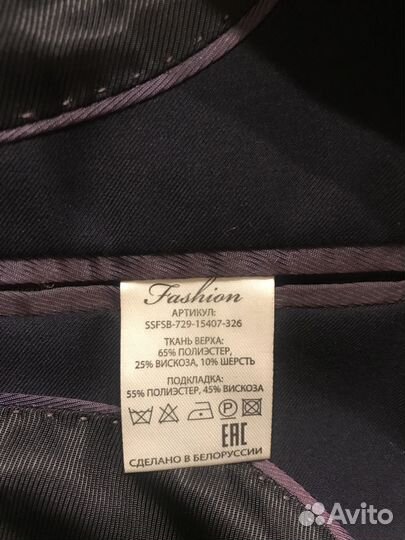 Fashion
АРТИКУЛ:
SSFSB-729-15407-326
ТКАНЬ ВЕРХА:
65% ПОЛИЭСТЕР,
25% ВИСКОЗА, 10% ШЕРСТЬ
ПОДКЛАДКА:
55% ПОЛИЭСТЕР, 45% ВИСКОЗА
P
EAC
СДЕЛАНО В БЕЛОРУССИИ
Avito